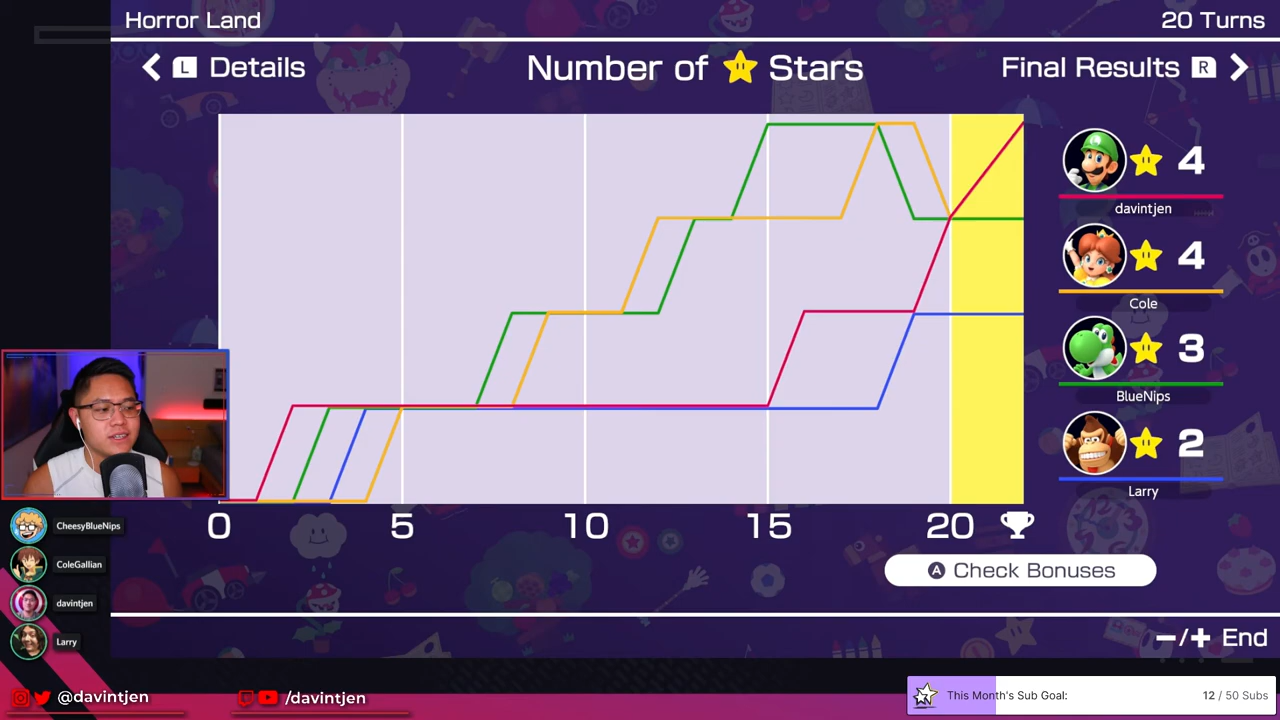 Horror Land
20 Turns
L Details
Number of Stars
Final Results R
4
davintjen
4
Cole
3
BlueNips
2
Larry
0 5 10 15 20
A Check Bonuses
CheesyBlueNips
ColeGallian
davintjen
Larry
−/+ End
@davintjen
/davintjen
This Month's Sub Goal: 12 / 50 Subs